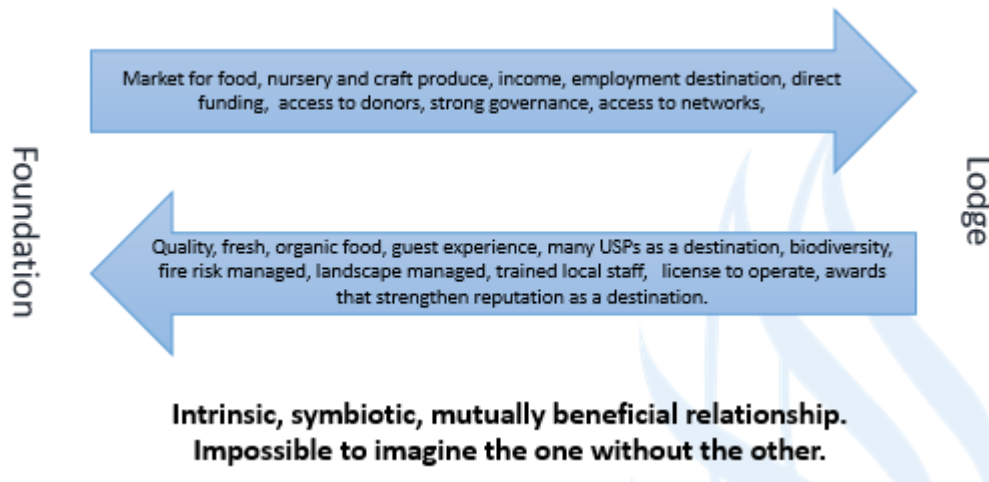 Market for food, nursery and craft produce, income, employment destination, direct
funding,  access to donors, strong governance, access to networks,
Foundation
Lodge
Quality, fresh, organic food, guest experience, many USPs as a destination, biodiversity,
fire risk managed, landscape managed, trained local staff,   license to operate, awards
that strengthen reputation as a destination.
Intrinsic, symbiotic, mutually beneficial relationship.
Impossible to imagine the one without the other.